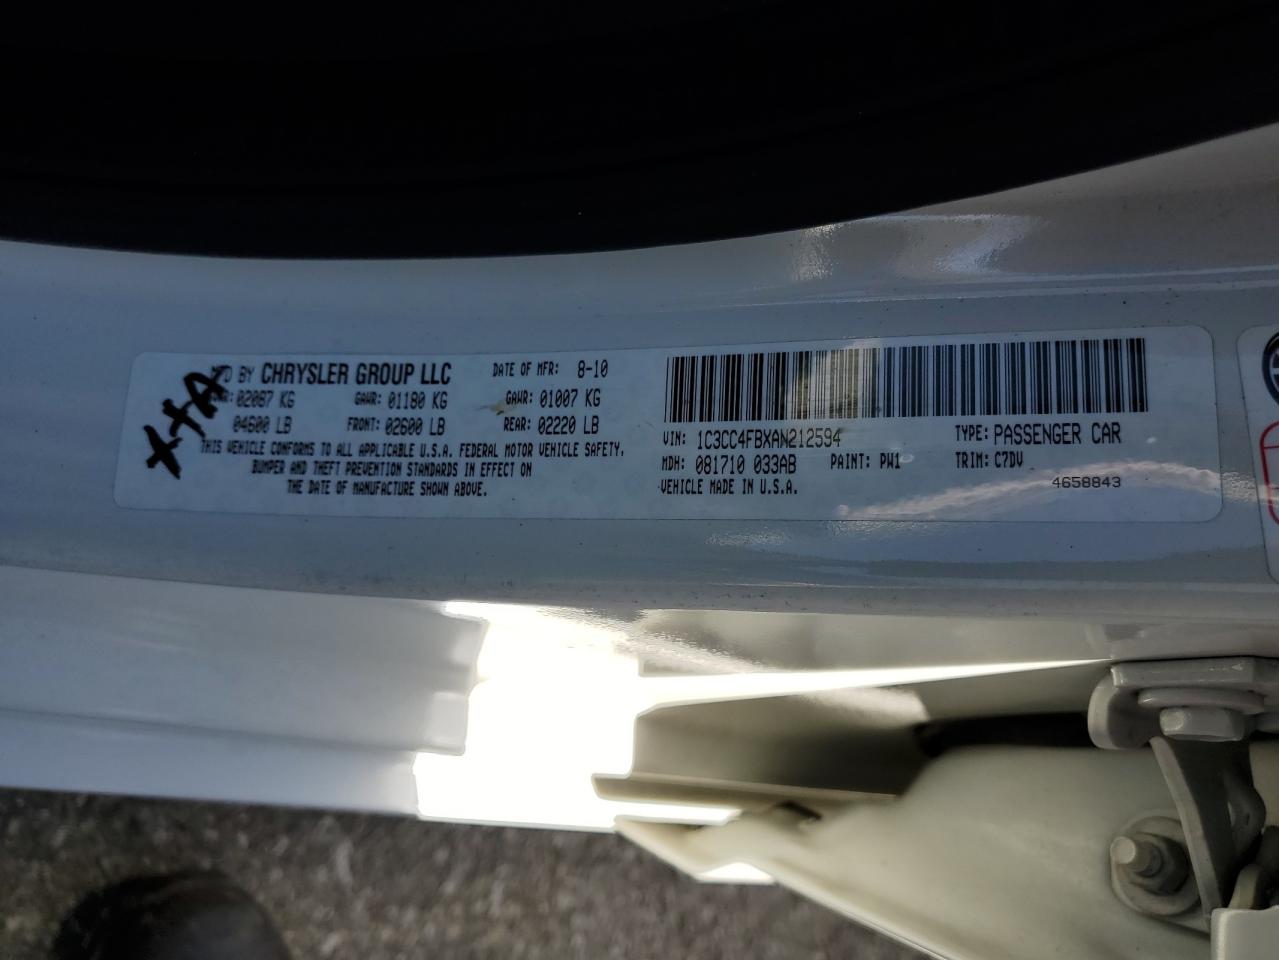 X+A
D BY CHRYSLER GROUP LLC DATE OF MFR: 8-10
02087 KG GAWR: 01180 KG GAWR: 01007 KG
04600 LB FRONT: 02600 LB REAR: 02220 LB
THIS VEHICLE CONFORMS TO ALL APPLICABLE U.S.A. FEDERAL MOTOR VEHICLE SAFETY,
BUMPER AND THEFT PREVENTION STANDARDS IN EFFECT ON
THE DATE OF MANUFACTURE SHOWN ABOVE.
VIN: 1C3CC4FBXAN212594 TYPE: PASSENGER CAR
MDH: 081710 033AB PAINT: PW1 TRIM: C7DV
VEHICLE MADE IN U.S.A. 4658843